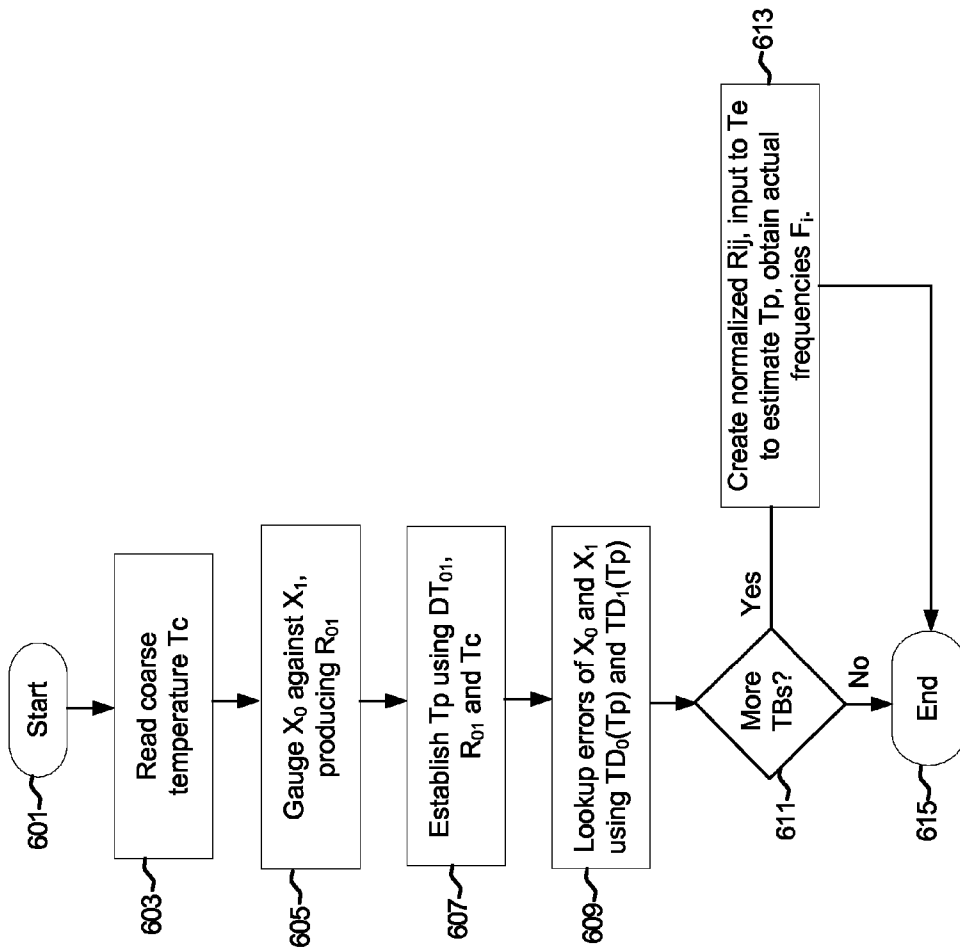 601
Start
603
Read coarse
temperature Tc
605
Gauge X₀ against X₁,
producing R₀₁
607
Establish Tp using DT₀₁,
R₀₁ and Tc
609
Lookup errors of X₀ and X₁
using TD₀(Tp) and TD₁(Tp)
611
More
TBs?
Yes
No
613
Create normalized Rij, input to Te
to estimate Tp, obtain actual
frequencies Fᵢ.
615
End